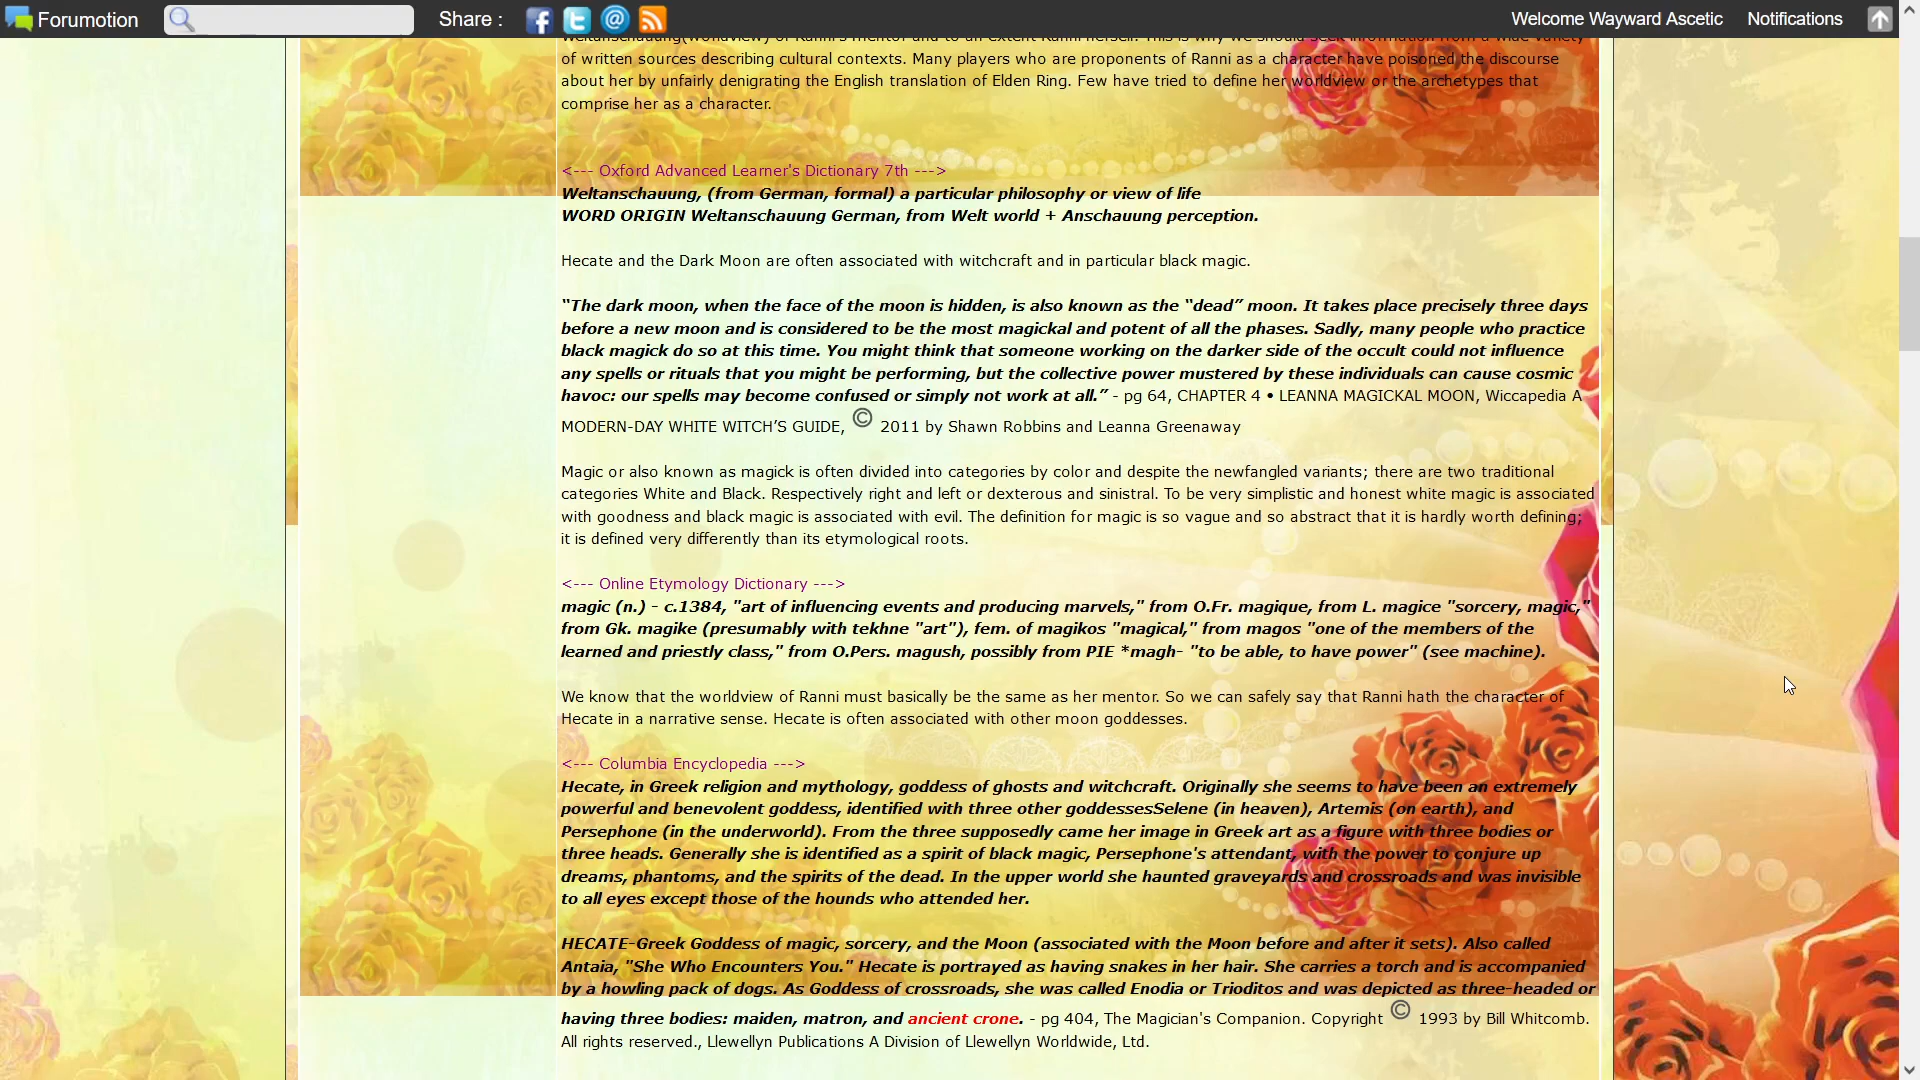 Forumotion
Share :
Welcome Wayward Ascetic
Notifications
Weltanschauung(worldview) of Ranni's mentor and to an extent Ranni herself. This is why we should seek information from a wide variety
of written sources describing cultural contexts. Many players who are proponents of Ranni as a character have poisoned the discourse
about her by unfairly denigrating the English translation of Elden Ring. Few have tried to define her worldview or the archetypes that
comprise her as a character.
<--- Oxford Advanced Learner's Dictionary 7th --->
Weltanschauung, (from German, formal) a particular philosophy or view of life
WORD ORIGIN Weltanschauung German, from Welt world + Anschauung perception.
Hecate and the Dark Moon are often associated with witchcraft and in particular black magic.
“The dark moon, when the face of the moon is hidden, is also known as the “dead” moon. It takes place precisely three days
before a new moon and is considered to be the most magickal and potent of all the phases. Sadly, many people who practice
black magick do so at this time. You might think that someone working on the darker side of the occult could not influence
any spells or rituals that you might be performing, but the collective power mustered by these individuals can cause cosmic
havoc: our spells may become confused or simply not work at all.” - pg 64, CHAPTER 4 • LEANNA MAGICKAL MOON, Wiccapedia A
MODERN-DAY WHITE WITCH’S GUIDE, © 2011 by Shawn Robbins and Leanna Greenaway
Magic or also known as magick is often divided into categories by color and despite the newfangled variants; there are two traditional
categories White and Black. Respectively right and left or dexterous and sinistral. To be very simplistic and honest white magic is associated
with goodness and black magic is associated with evil. The definition for magic is so vague and so abstract that it is hardly worth defining;
it is defined very differently than its etymological roots.
<--- Online Etymology Dictionary --->
magic (n.) - c.1384, "art of influencing events and producing marvels," from O.Fr. magique, from L. magice "sorcery, magic,"
from Gk. magike (presumably with tekhne "art"), fem. of magikos "magical," from magos "one of the members of the
learned and priestly class," from O.Pers. magush, possibly from PIE *magh- "to be able, to have power" (see machine).
We know that the worldview of Ranni must basically be the same as her mentor. So we can safely say that Ranni hath the character of
Hecate in a narrative sense. Hecate is often associated with other moon goddesses.
<--- Columbia Encyclopedia --->
Hecate, in Greek religion and mythology, goddess of ghosts and witchcraft. Originally she seems to have been an extremely
powerful and benevolent goddess, identified with three other goddessesSelene (in heaven), Artemis (on earth), and
Persephone (in the underworld). From the three supposedly came her image in Greek art as a figure with three bodies or
three heads. Generally she is identified as a spirit of black magic, Persephone's attendant, with the power to conjure up
dreams, phantoms, and the spirits of the dead. In the upper world she haunted graveyards and crossroads and was invisible
to all eyes except those of the hounds who attended her.
HECATE-Greek Goddess of magic, sorcery, and the Moon (associated with the Moon before and after it sets). Also called
Antaia, "She Who Encounters You." Hecate is portrayed as having snakes in her hair. She carries a torch and is accompanied
by a howling pack of dogs. As Goddess of crossroads, she was called Enodia or Trioditos and was depicted as three-headed or
having three bodies: maiden, matron, and ancient crone. - pg 404, The Magician's Companion. Copyright © 1993 by Bill Whitcomb.
All rights reserved., Llewellyn Publications A Division of Llewellyn Worldwide, Ltd.